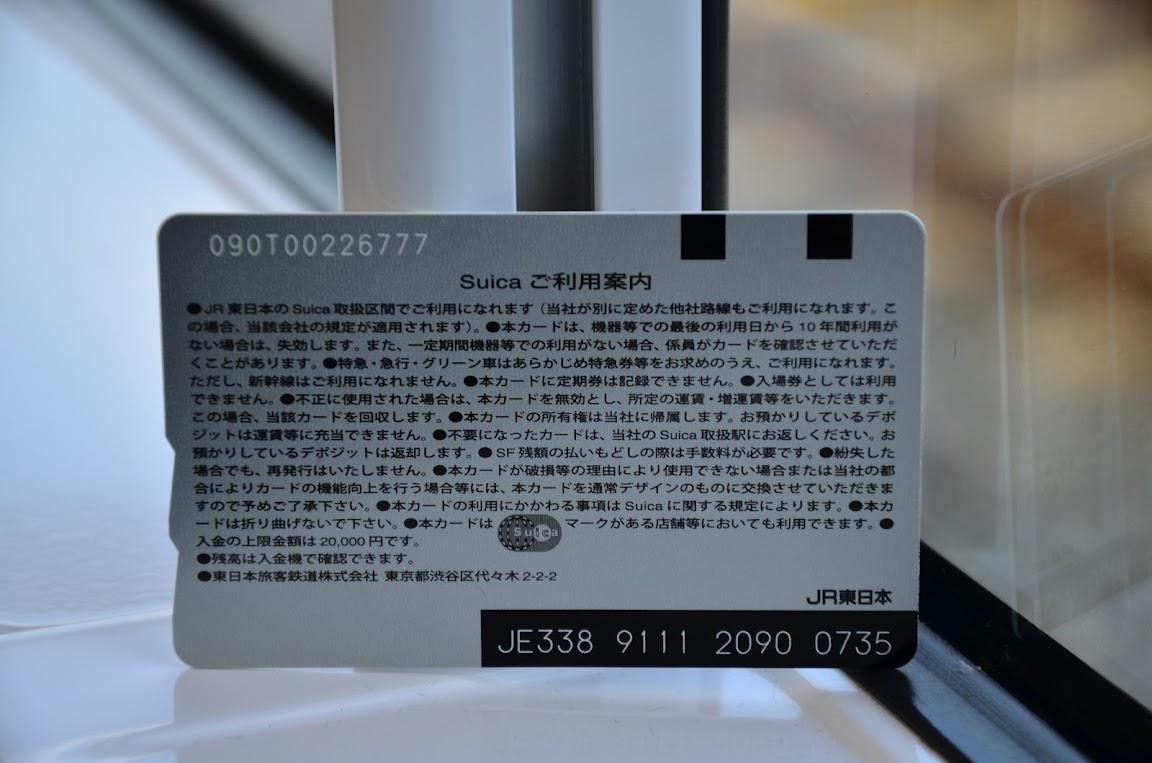 090T00226777
Suica ご利用案内
●JR東日本のSuica取扱区間でご利用になれます（当社が別に定めた他社路線もご利用になれます。こ
の場合、当該会社の規定が適用されます）。●本カードは、機器等での最後の利用日から10年間利用が
ない場合は、失効します。また、一定期間機器等での利用がない場合、係員がカードを確認させていただ
くことがあります。●特急・急行・グリーン車はあらかじめ特急券等をお求めのうえ、ご利用になれます。
ただし、新幹線はご利用になれません。●本カードに定期券は記録できません。●入場券としては利用
できません。●不正に使用された場合は、本カードを無効とし、所定の運賃・増運賃等をいただきます。
この場合、当該カードを回収します。●本カードの所有権は当社に帰属します。お預かりしているデポ
ジットは運賃等に充当できません。●不要になったカードは、当社のSuica取扱駅にお返しください。お
預かりしているデポジットは返却します。●SF残額の払いもどしの際は手数料が必要です。●紛失した
場合でも、再発行はいたしません。●本カードが破損等の理由により使用できない場合または当社の都
合によりカードの機能向上を行う場合等には、本カードを通常デザインのものに交換させていただきま
すので予めご了承下さい。●本カードの利用にかかわる事項はSuicaに関する規定によります。●本カ
ードは折り曲げないで下さい。●本カードは Suica マークがある店舗等においても利用できます。●
入金の上限金額は20,000円です。
●残高は入金機で確認できます。
●東日本旅客鉄道株式会社 東京都渋谷区代々木2-2-2
JR東日本
JE338 9111 2090 0735